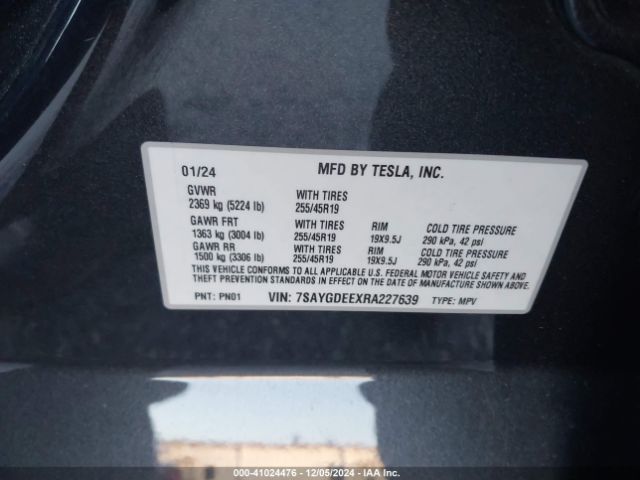 01/24 MFD BY TESLA, INC.
GVWR
2369 kg (5224 lb) WITH TIRES 255/45R19
GAWR FRT WITH TIRES RIM COLD TIRE PRESSURE
1363 kg (3004 lb) 255/45R19 19X9.5J 290 kPa, 42 psi
GAWR RR WITH TIRES RIM COLD TIRE PRESSURE
1500 kg (3306 lb) 255/45R19 19X9.5J 290 kPa, 42 psi
THIS VEHICLE CONFORMS TO ALL APPLICABLE U.S. FEDERAL MOTOR VEHICLE SAFETY AND
THEFT PREVENTION STANDARDS IN EFFECT ON THE DATE OF MANUFACTURE SHOWN ABOVE.
PNT: PN01 VIN: 7SAYGDEEXRA227639 TYPE: MPV
000-41024476 - 12/05/2024 - IAA Inc.